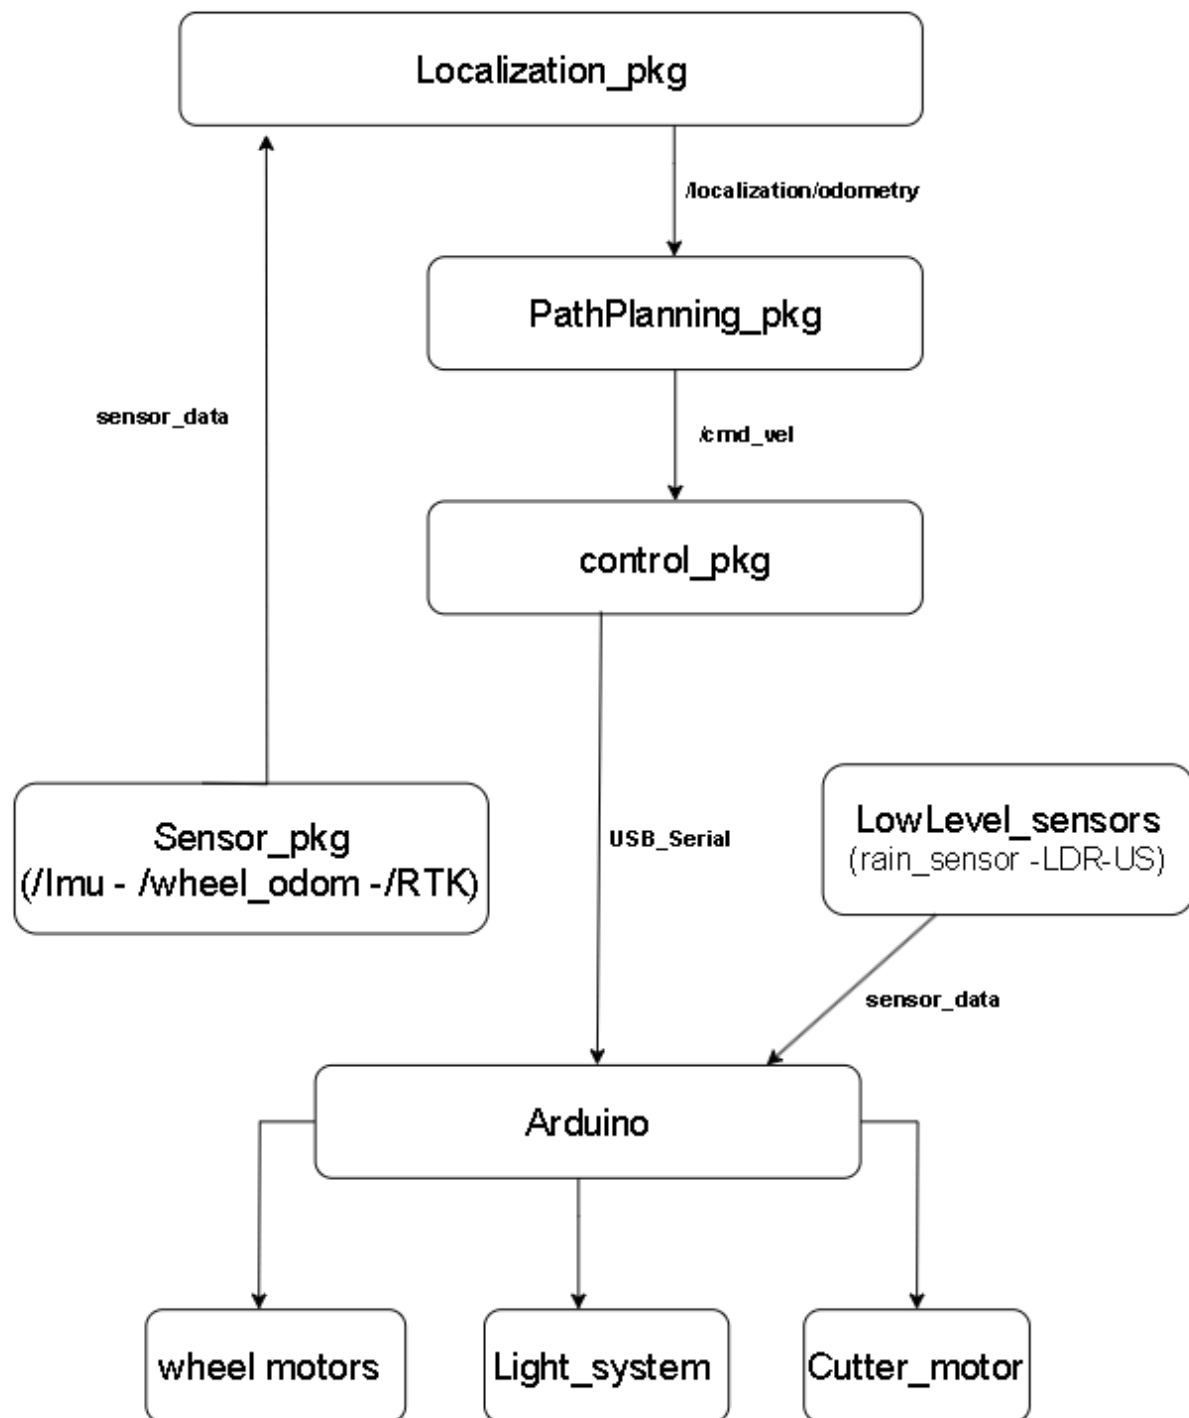 Localization_pkg
/localization/odometry
PathPlanning_pkg
sensor_data
/cmd_vel
control_pkg
Sensor_pkg
(/Imu - /wheel_odom -/RTK)
USB_Serial
LowLevel_sensors
(rain_sensor -LDR-US)
sensor_data
Arduino
wheel motors
Light_system
Cutter_motor